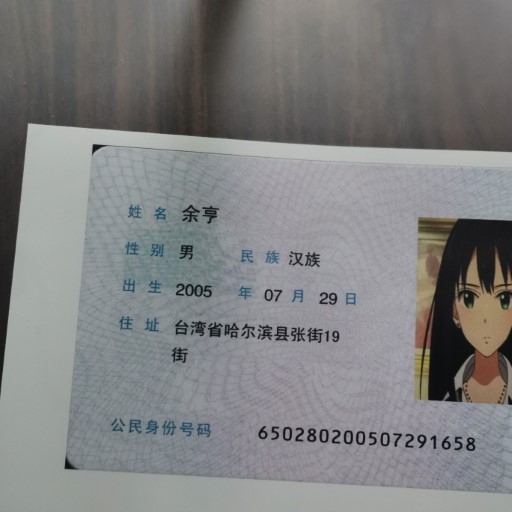 姓名 余亨
性别 男 民族 汉族
出生 2005 年 07 月 29 日
住址 台湾省哈尔滨县张街19
街
公民身份号码 650280200507291658